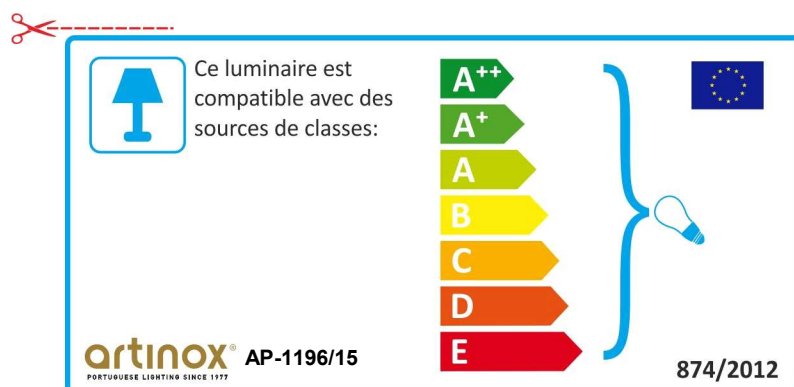 Ce luminaire est
compatible avec des
sources de classes:
A++
A+
A
B
C
D
E
artinox® AP-1196/15
PORTUGUESE LIGHTING SINCE 1977
874/2012